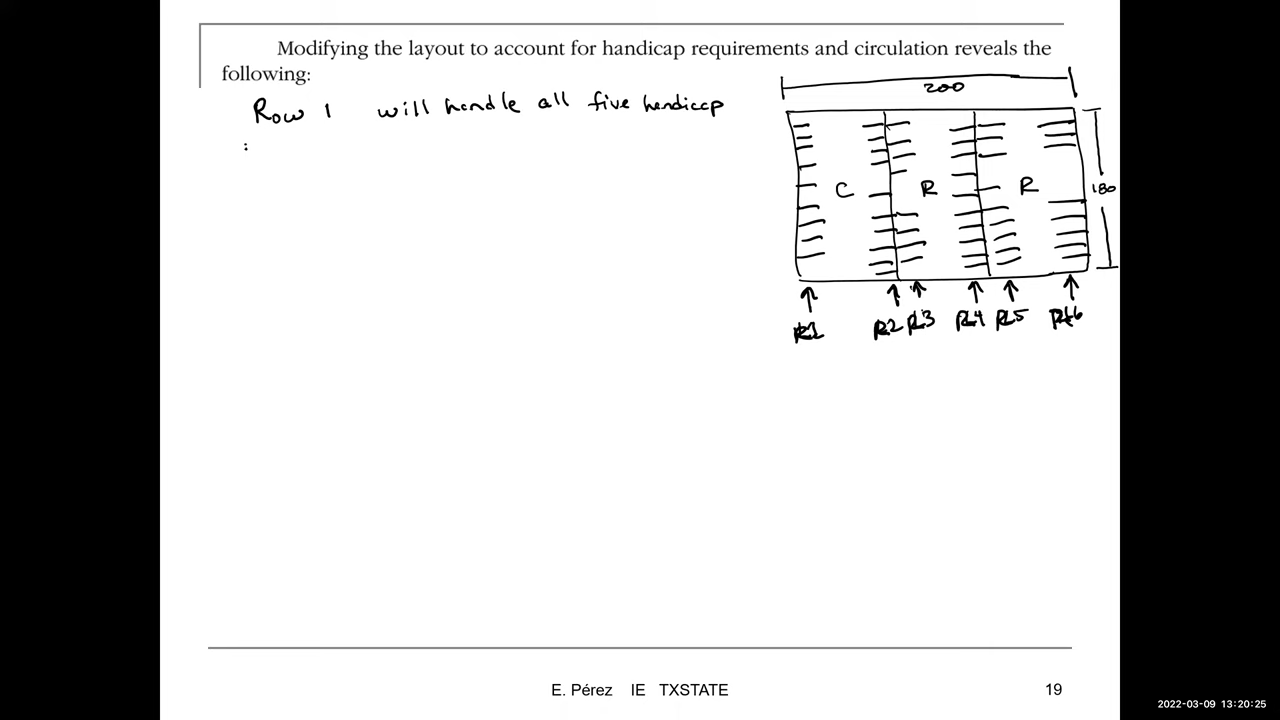 Modifying the layout to account for handicap requirements and circulation reveals the
following:
Row 1 will handle all five handicap
:
200
C R R
180
R1 R2 R3 R4 R5 R6
E. Pérez IE TXSTATE 19
2022-03-09 13:20:25